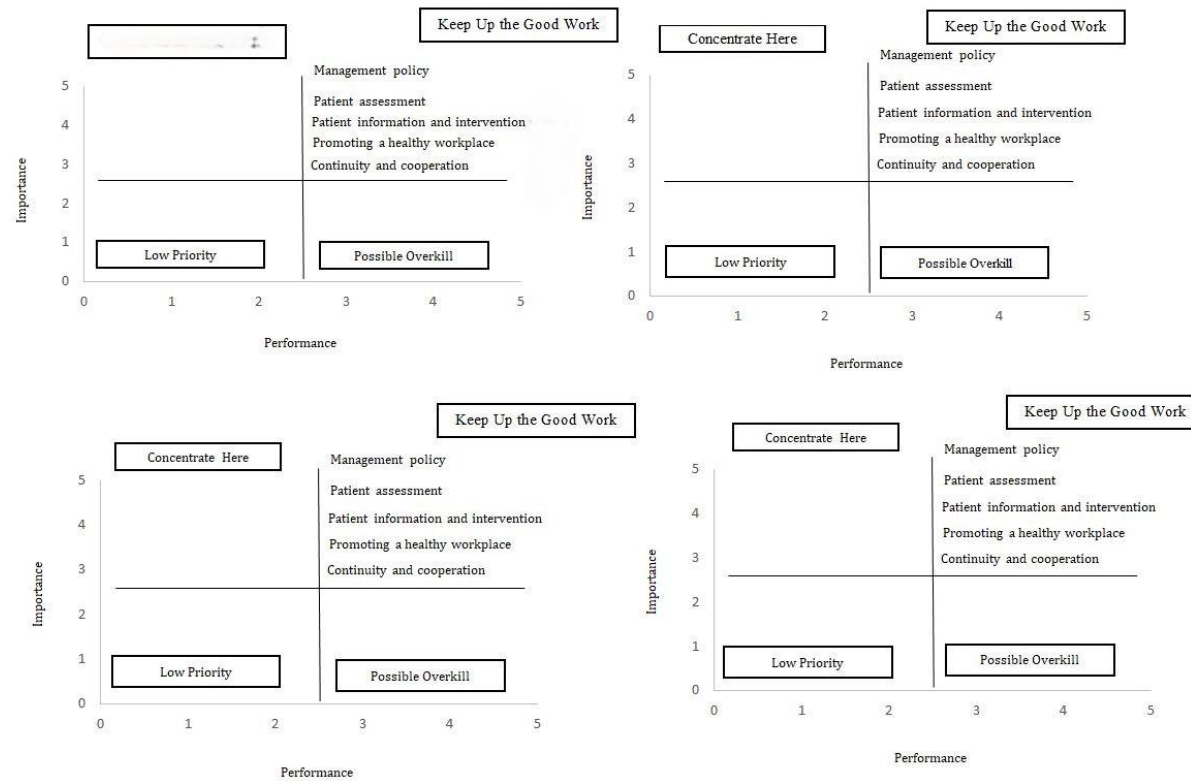 Keep Up the Good Work
Management policy
Patient assessment
Patient information and intervention
Promoting a healthy workplace
Continuity and cooperation
5
4
3
2
1
0
Importance
Low Priority
Possible Overkill
0 1 2 3 4 5
Performance
Keep Up the Good Work
Concentrate Here
Management policy
Patient assessment
Patient information and intervention
Promoting a healthy workplace
Continuity and cooperation
5
4
3
2
1
0
Importance
Low Priority
Possible Overkill
0 1 2 3 4 5
Performance
Keep Up the Good Work
Concentrate Here
Management policy
Patient assessment
Patient information and intervention
Promoting a healthy workplace
Continuity and cooperation
5
4
3
2
1
0
Importance
Low Priority
Possible Overkill
0 1 2 3 4 5
Performance
Keep Up the Good Work
Concentrate Here
Management policy
Patient assessment
Patient information and intervention
Promoting a healthy workplace
Continuity and cooperation
5
4
3
2
1
0
Importance
Low Priority
Possible Overkill
0 1 2 3 4 5
Performance